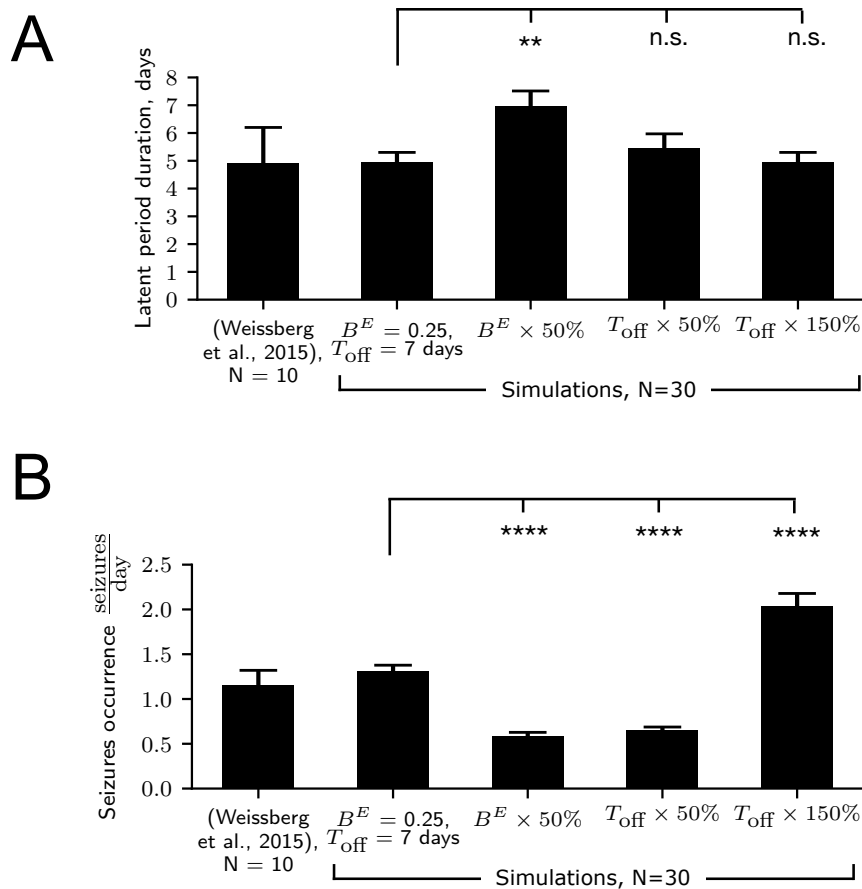 A
** n.s. n.s.
Latent period duration, days
8
7
6
5
4
3
2
1
0
(Weissberg
et al., 2015),
N = 10
B^E = 0.25,
T_off = 7 days
B^E × 50%
T_off × 50%
T_off × 150%
Simulations, N=30
B
**** **** ****
Seizures occurrence seizures/day
2.5
2.0
1.5
1.0
0.5
0.0
(Weissberg
et al., 2015),
N = 10
B^E = 0.25,
T_off = 7 days
B^E × 50%
T_off × 50%
T_off × 150%
Simulations, N=30